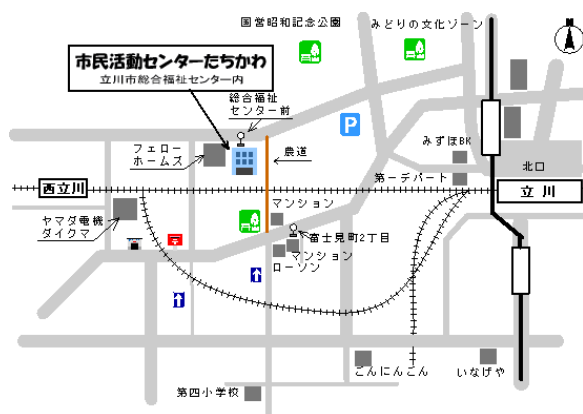 国営昭和記念公園
みどりの文化ゾーン
市民活動センターたちかわ
立川市総合福祉センター内
総合福祉
センター前
P
フェロー
ホームズ
農道
みずほBK
北口
第一デパート
西立川
立川
ヤマダ電機
ダイクマ
マンション
富士見町2丁目
マンション
ローソン
ごんにんごん
いなげや
第四小学校